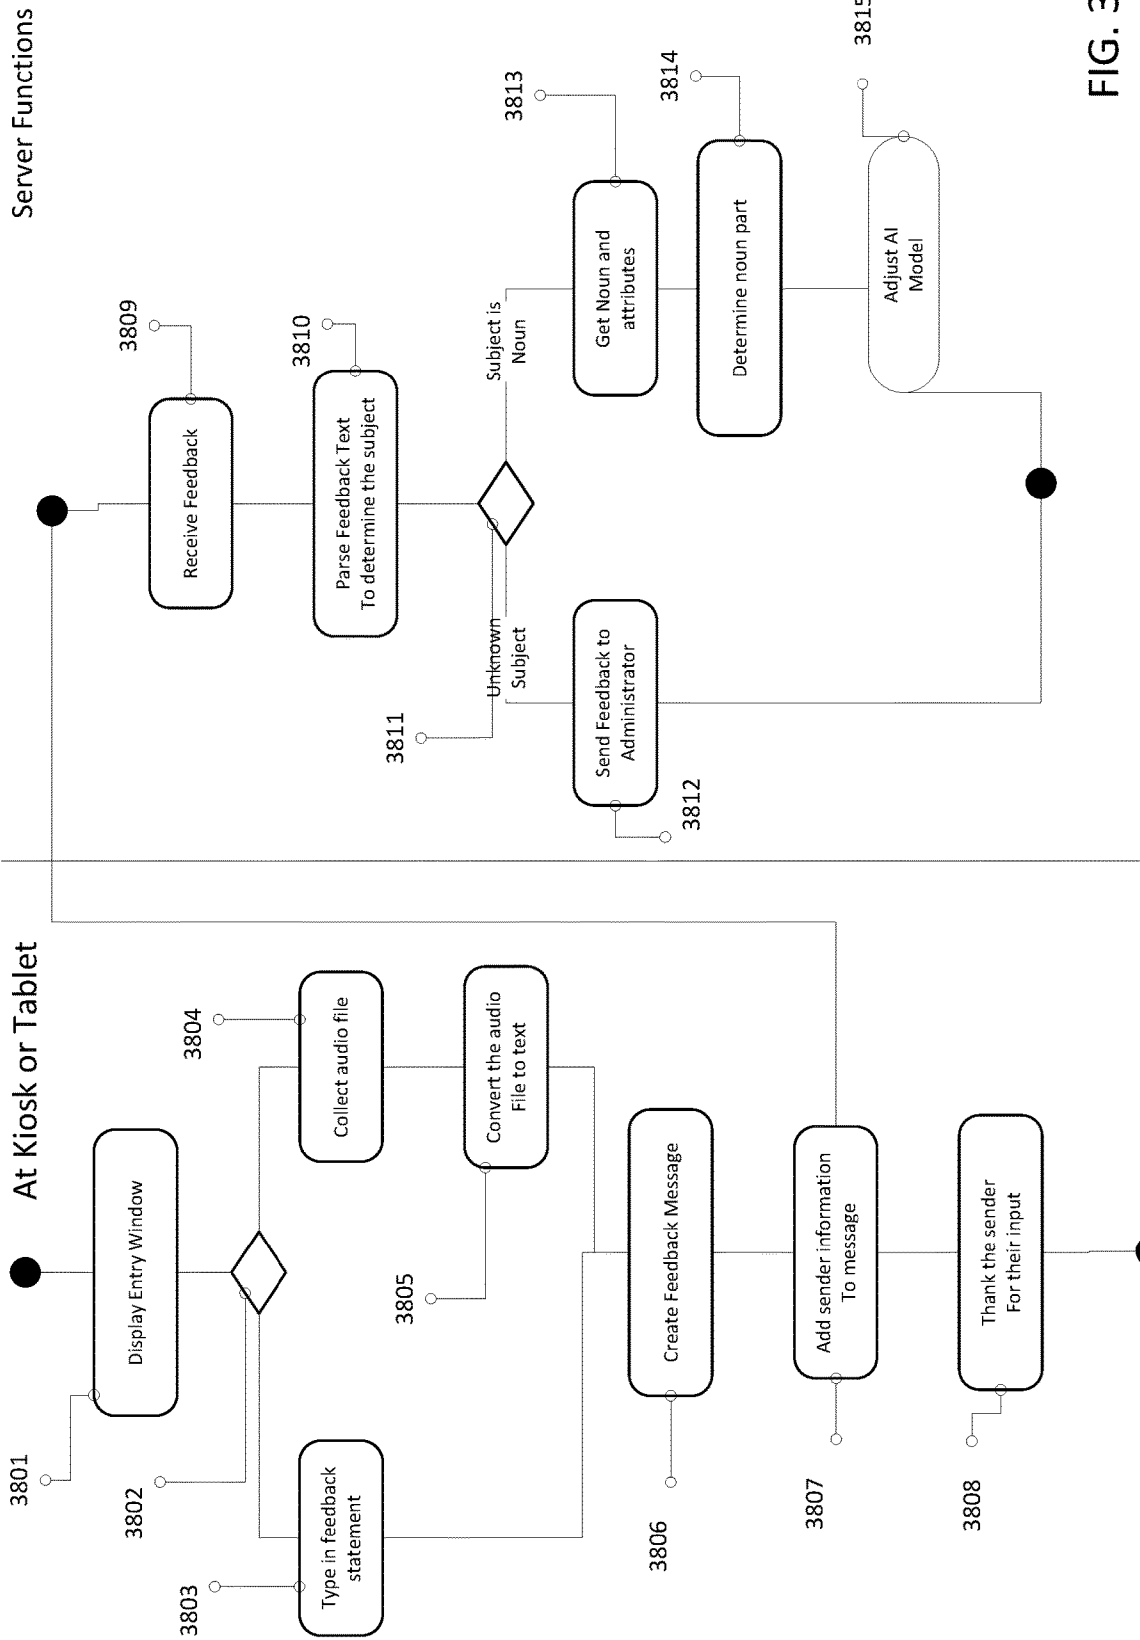 At Kiosk or Tablet
3801
Display Entry Window
3802
3803
Type in feedback
statement
3804
Collect audio file
3805
Convert the audio
File to text
3806
Create Feedback Message
3807
Add sender information
To message
3808
Thank the sender
For their input
Server Functions
3809
Receive Feedback
3810
Parse Feedback Text
To determine the subject
3811
Unknown
Subject
Subject is
Noun
3812
Send Feedback to
Administrator
3813
Get Noun and
attributes
3814
Determine noun part
3815
Adjust AI
Model
FIG. 3